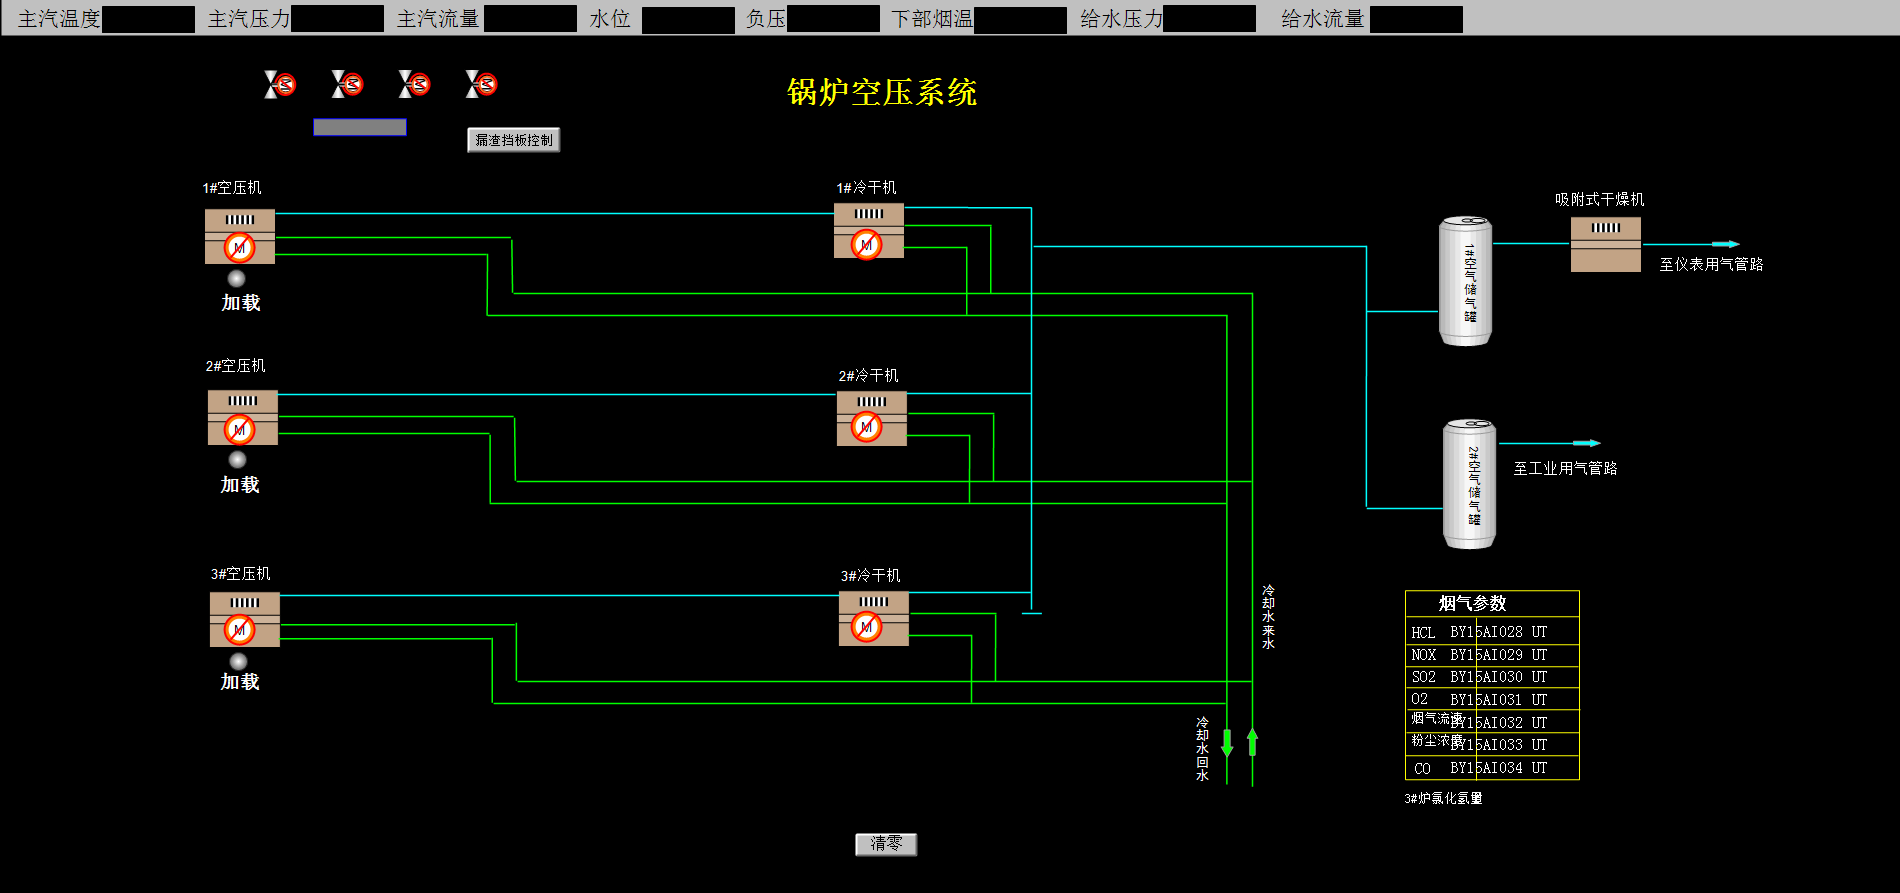 主汽温度 主汽压力 主汽流量 水位 负压 下部烟温 给水压力 给水流量
锅炉空压系统
漏渣挡板控制
1#空压机
1#冷干机
吸附式干燥机
M
M
1#空气储气罐
至仪表用气管路
加载
2#空压机
2#冷干机
M
M
2#空气储气罐
至工业用气管路
加载
3#空压机
3#冷干机
M
M
加载
冷却水来水
冷却水回水
烟气参数
HCL BY15AI028 UT
NOX BY15AI029 UT
SO2 BY15AI030 UT
O2 BY15AI031 UT
烟气流速 BY15AI032 UT
粉尘浓度 BY15AI033 UT
CO BY15AI034 UT
3#炉氯化氢量
清零